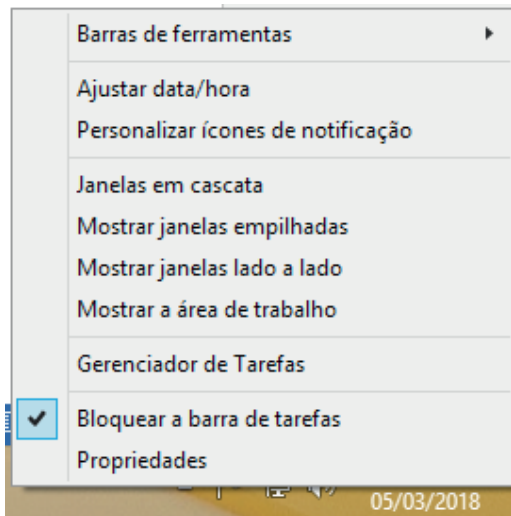 Barras de ferramentas
Ajustar data/hora
Personalizar ícones de notificação
Janelas em cascata
Mostrar janelas empilhadas
Mostrar janelas lado a lado
Mostrar a área de trabalho
Gerenciador de Tarefas
Bloquear a barra de tarefas
Propriedades
05/03/2018